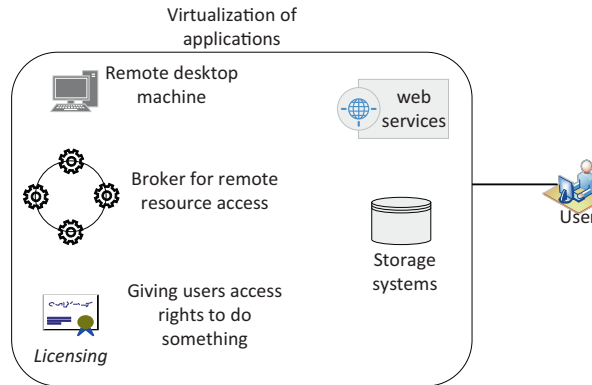 Virtualization of
applications
Remote desktop
machine
web
services
Broker for remote
resource access
User
Storage
systems
Giving users access
rights to do
something
Licensing